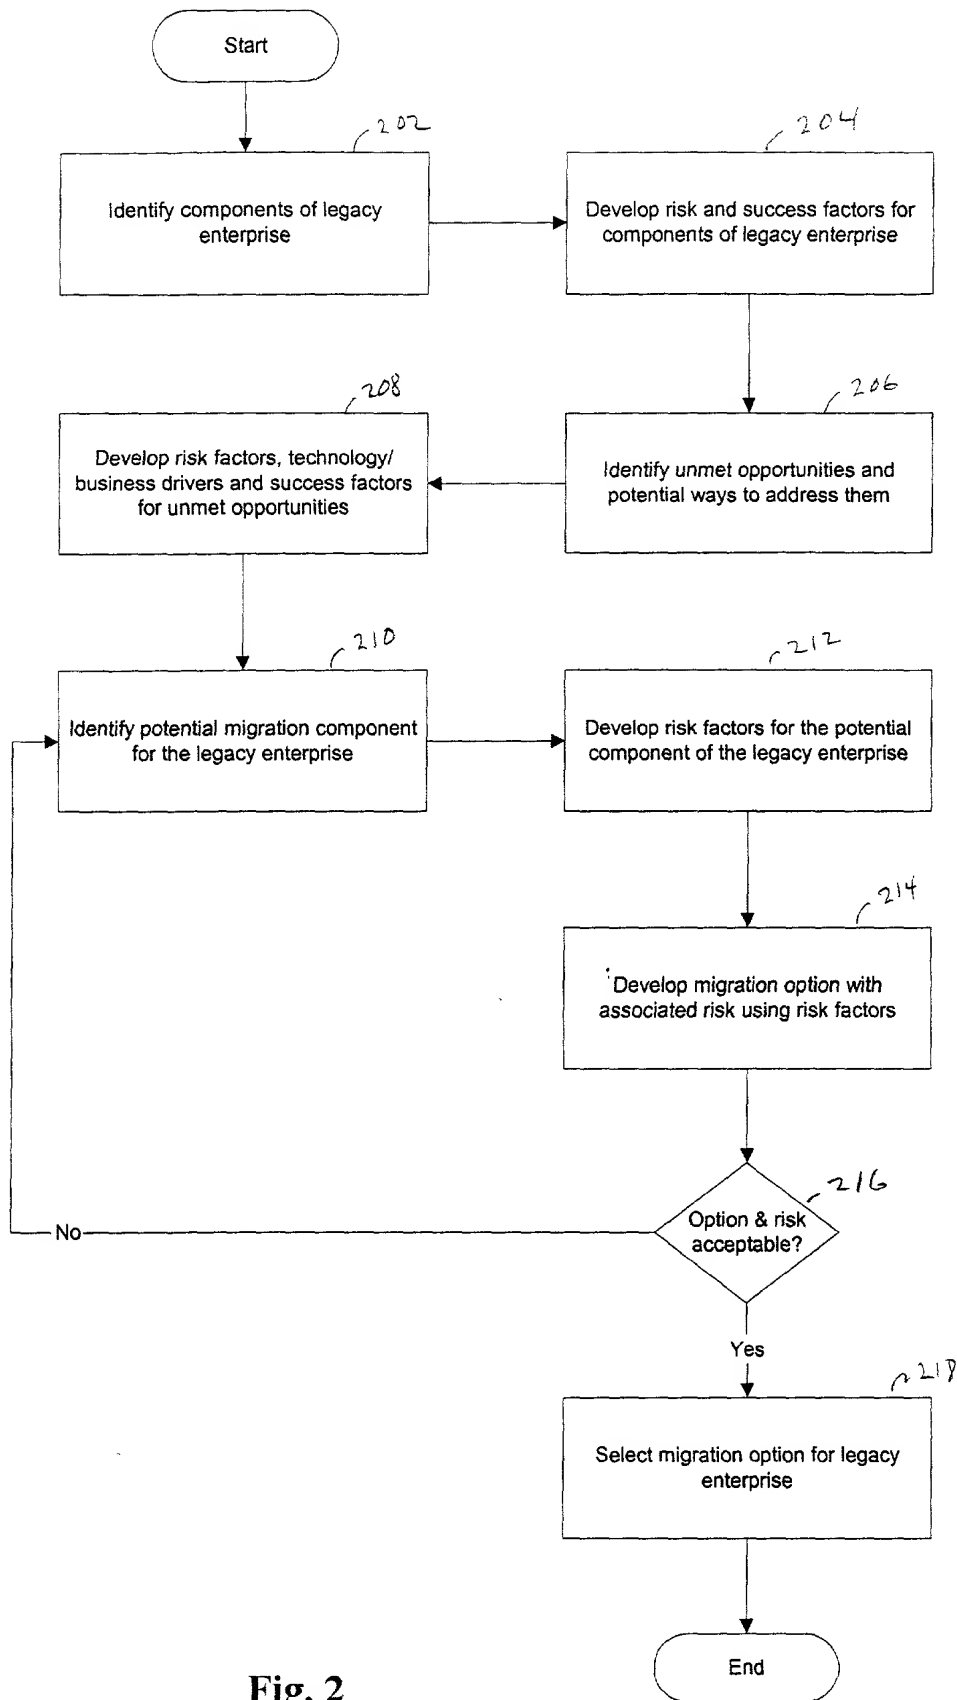 Start
202
Identify components of legacy
enterprise
204
Develop risk and success factors for
components of legacy enterprise
206
Identify unmet opportunities and
potential ways to address them
208
Develop risk factors, technology/
business drivers and success factors
for unmet opportunities
210
Identify potential migration component
for the legacy enterprise
212
Develop risk factors for the potential
component of the legacy enterprise
214
Develop migration option with
associated risk using risk factors
216
Option & risk
acceptable?
No
Yes
218
Select migration option for legacy
enterprise
End
Fig. 2